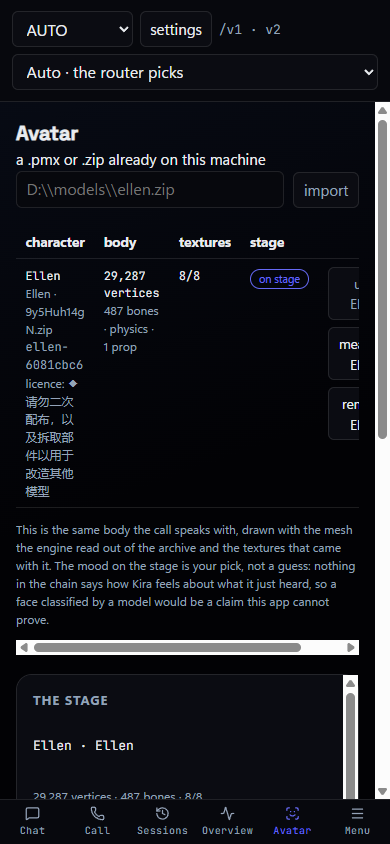 AUTO
settings
/v1 · v2
Auto · the router picks
Avatar
a .pmx or .zip already on this machine
D:\\models\\ellen.zip
import
character
body
textures
stage
Ellen
Ellen ·
9y5Huh14g
N.zip
ellen-
6081cbc6
licence: ◆
请勿二次
配布，以
及拆取部
件以用于
改造其他
模型
29,287
vertices
487 bones
· physics ·
1 prop
8/8
on stage
This is the same body the call speaks with, drawn with the mesh
the engine read out of the archive and the textures that came
with it. The mood on the stage is your pick, not a guess: nothing
in the chain says how Kira feels about what it just heard, so a
face classified by a model would be a claim this app cannot
prove.
THE STAGE
Ellen · Ellen
29,287 vertices · 487 bones · 8/8
Chat
Call
Sessions
Overview
Avatar
Menu